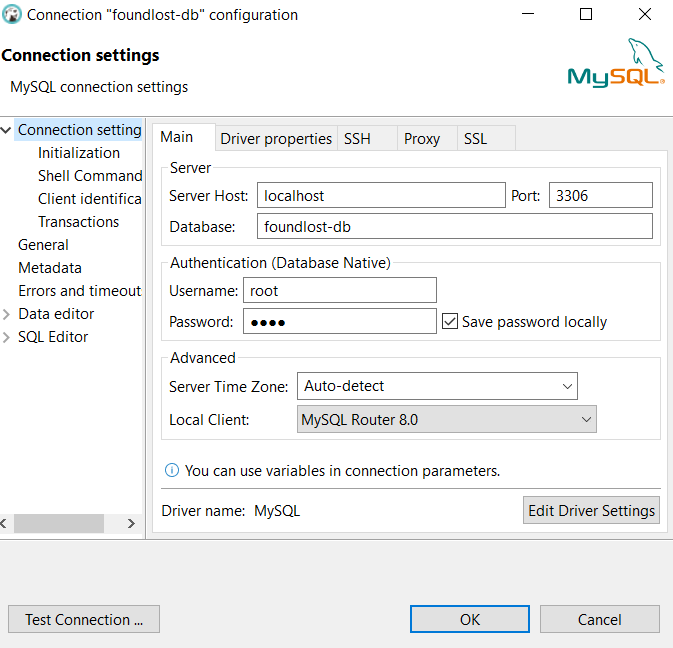 Connection "foundlost-db" configuration
Connection settings
MySQL connection settings
MySQL®
Connection setting
Initialization
Shell Command
Client identifica
Transactions
General
Metadata
Errors and timeout
Data editor
SQL Editor
Main Driver properties SSH Proxy SSL
Server
Server Host: localhost Port: 3306
Database: foundlost-db
Authentication (Database Native)
Username: root
Password: ●●●● Save password locally
Advanced
Server Time Zone: Auto-detect
Local Client: MySQL Router 8.0
You can use variables in connection parameters.
Driver name: MySQL Edit Driver Settings
Test Connection ... OK Cancel